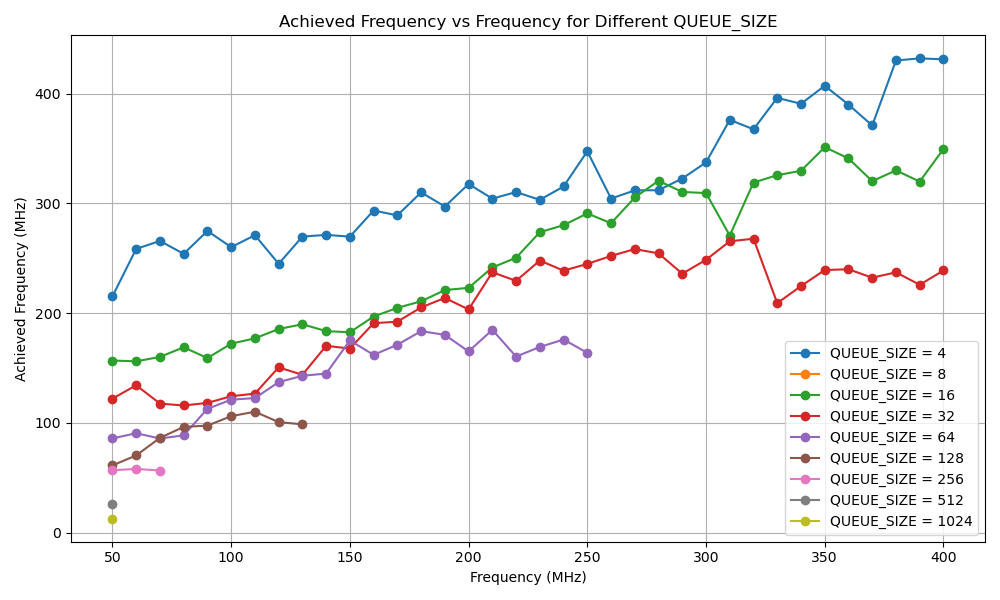 Achieved Frequency vs Frequency for Different QUEUE_SIZE
Achieved Frequency (MHz)
400
300
200
100
0
50
100
150
200
250
300
350
400
Frequency (MHz)
QUEUE_SIZE = 4
QUEUE_SIZE = 8
QUEUE_SIZE = 16
QUEUE_SIZE = 32
QUEUE_SIZE = 64
QUEUE_SIZE = 128
QUEUE_SIZE = 256
QUEUE_SIZE = 512
QUEUE_SIZE = 1024